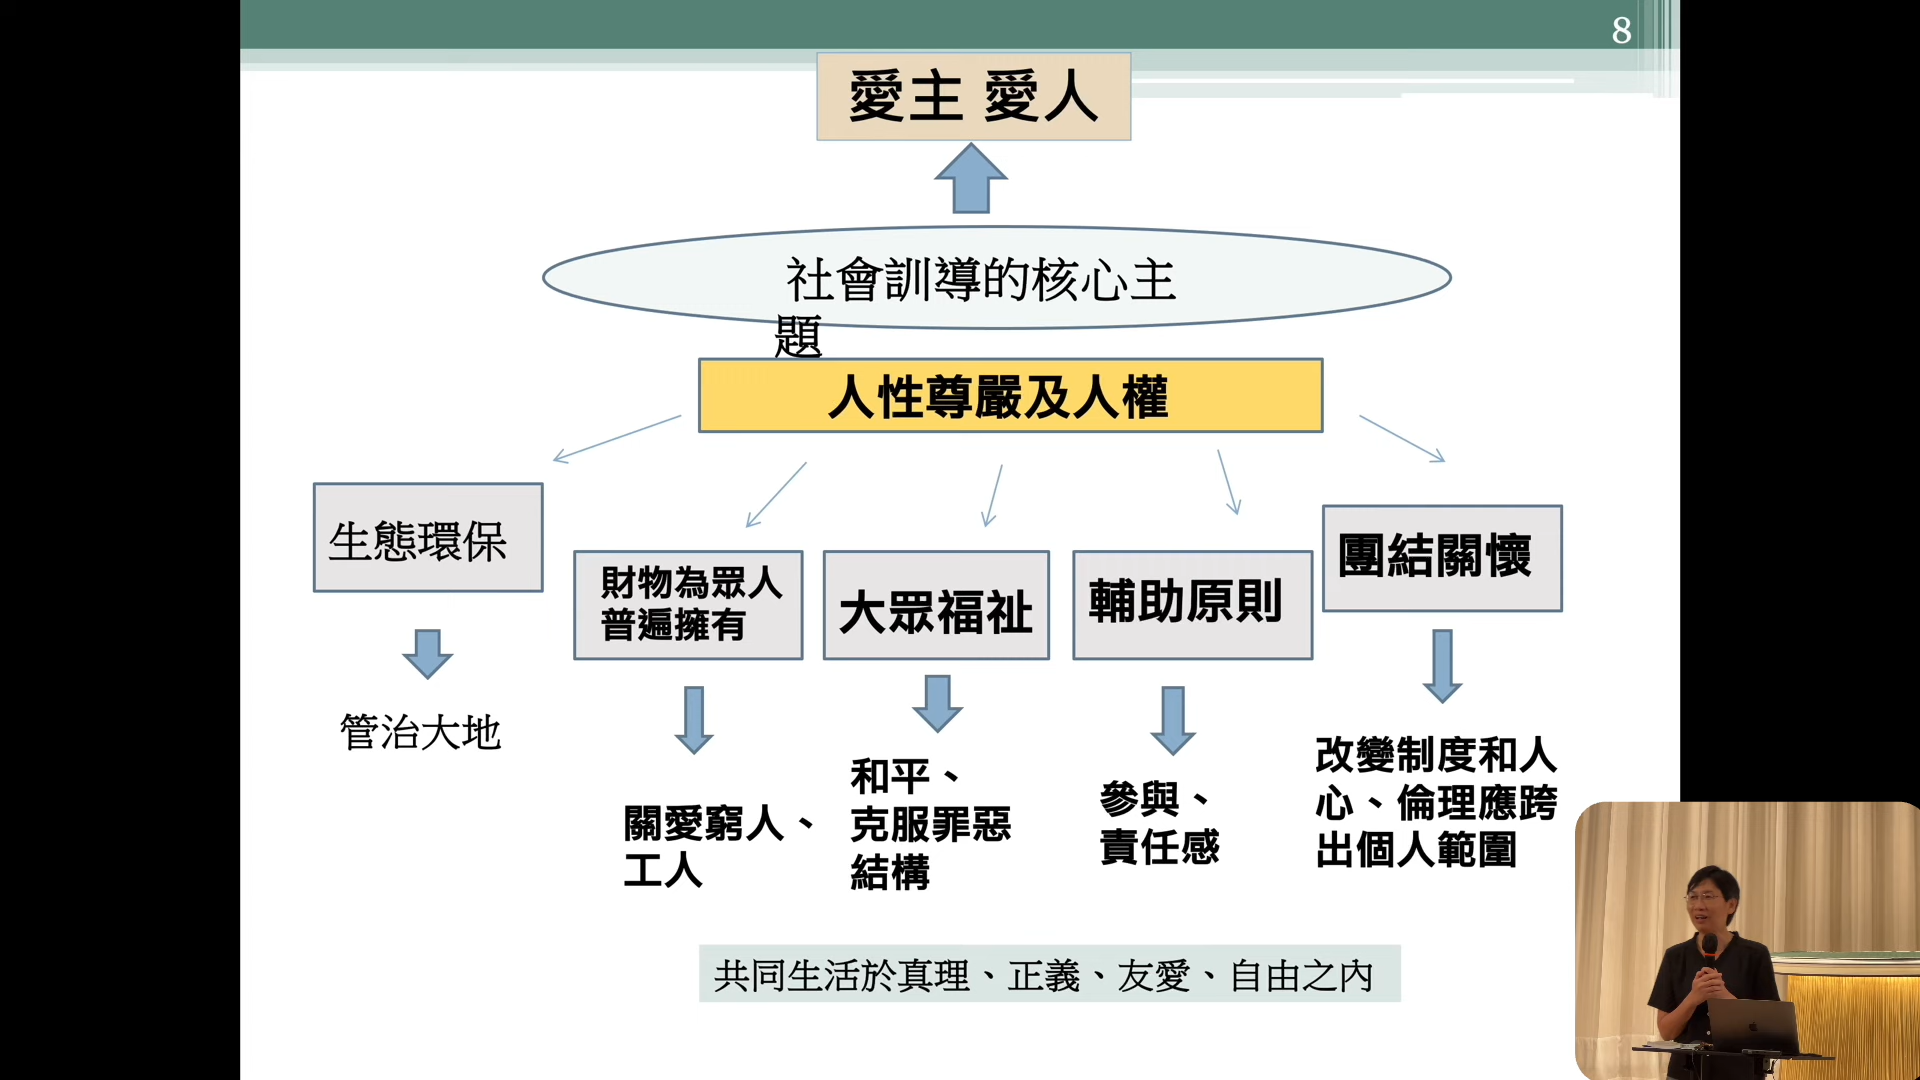 8
愛主 愛人
社會訓導的核心主
題
人性尊嚴及人權
生態環保
財物為眾人
普遍擁有
大眾福祉
輔助原則
團結關懷
管治大地
關愛窮人、
工人
和平、
克服罪惡
結構
參與、
責任感
改變制度和人
心、倫理應跨
出個人範圍
共同生活於真理、正義、友愛、自由之內